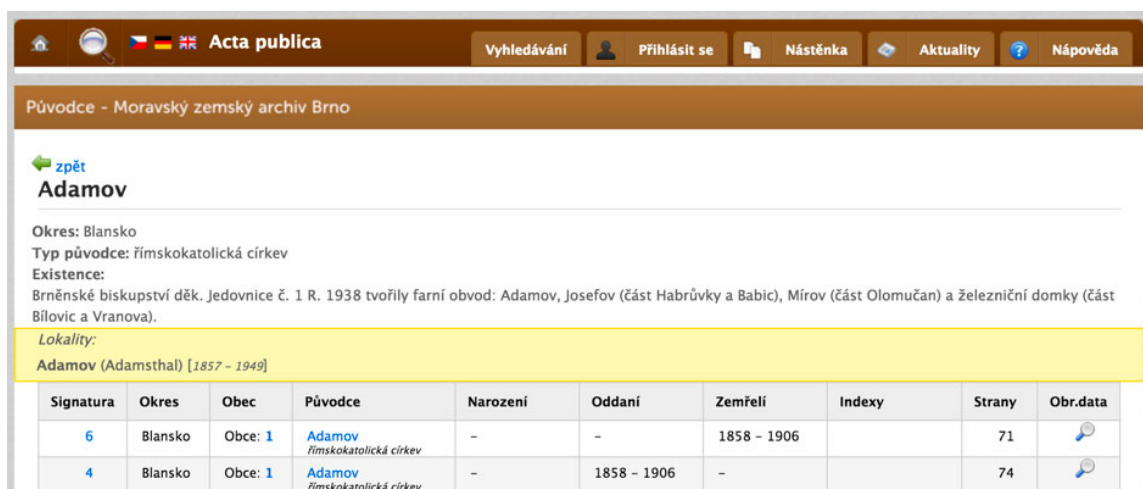 Acta publica Vyhledávání Přihlásit se Nástěnka Aktuality Nápověda
Původce - Moravský zemský archiv Brno
zpět
Adamov
Okres: Blansko
Typ původce: římskokatolická církev
Existence:
Brněnské biskupství děk. Jedovnice č. 1 R. 1938 tvořily farní obvod: Adamov, Josefov (část Habrůvky a Babic), Mírov (část Olomučan) a železniční domky (část
Bílovic a Vranova).
Lokality:
Adamov (Adamsthal) [1857 – 1949]
Signatura Okres Obec Původce Narození Oddaní Zemřelí Indexy Strany Obr.data
6 Blansko Obce: 1 Adamov – – 1858 – 1906 71
římskokatolická církev
4 Blansko Obce: 1 Adamov – 1858 – 1906 – 74
římskokatolická církev